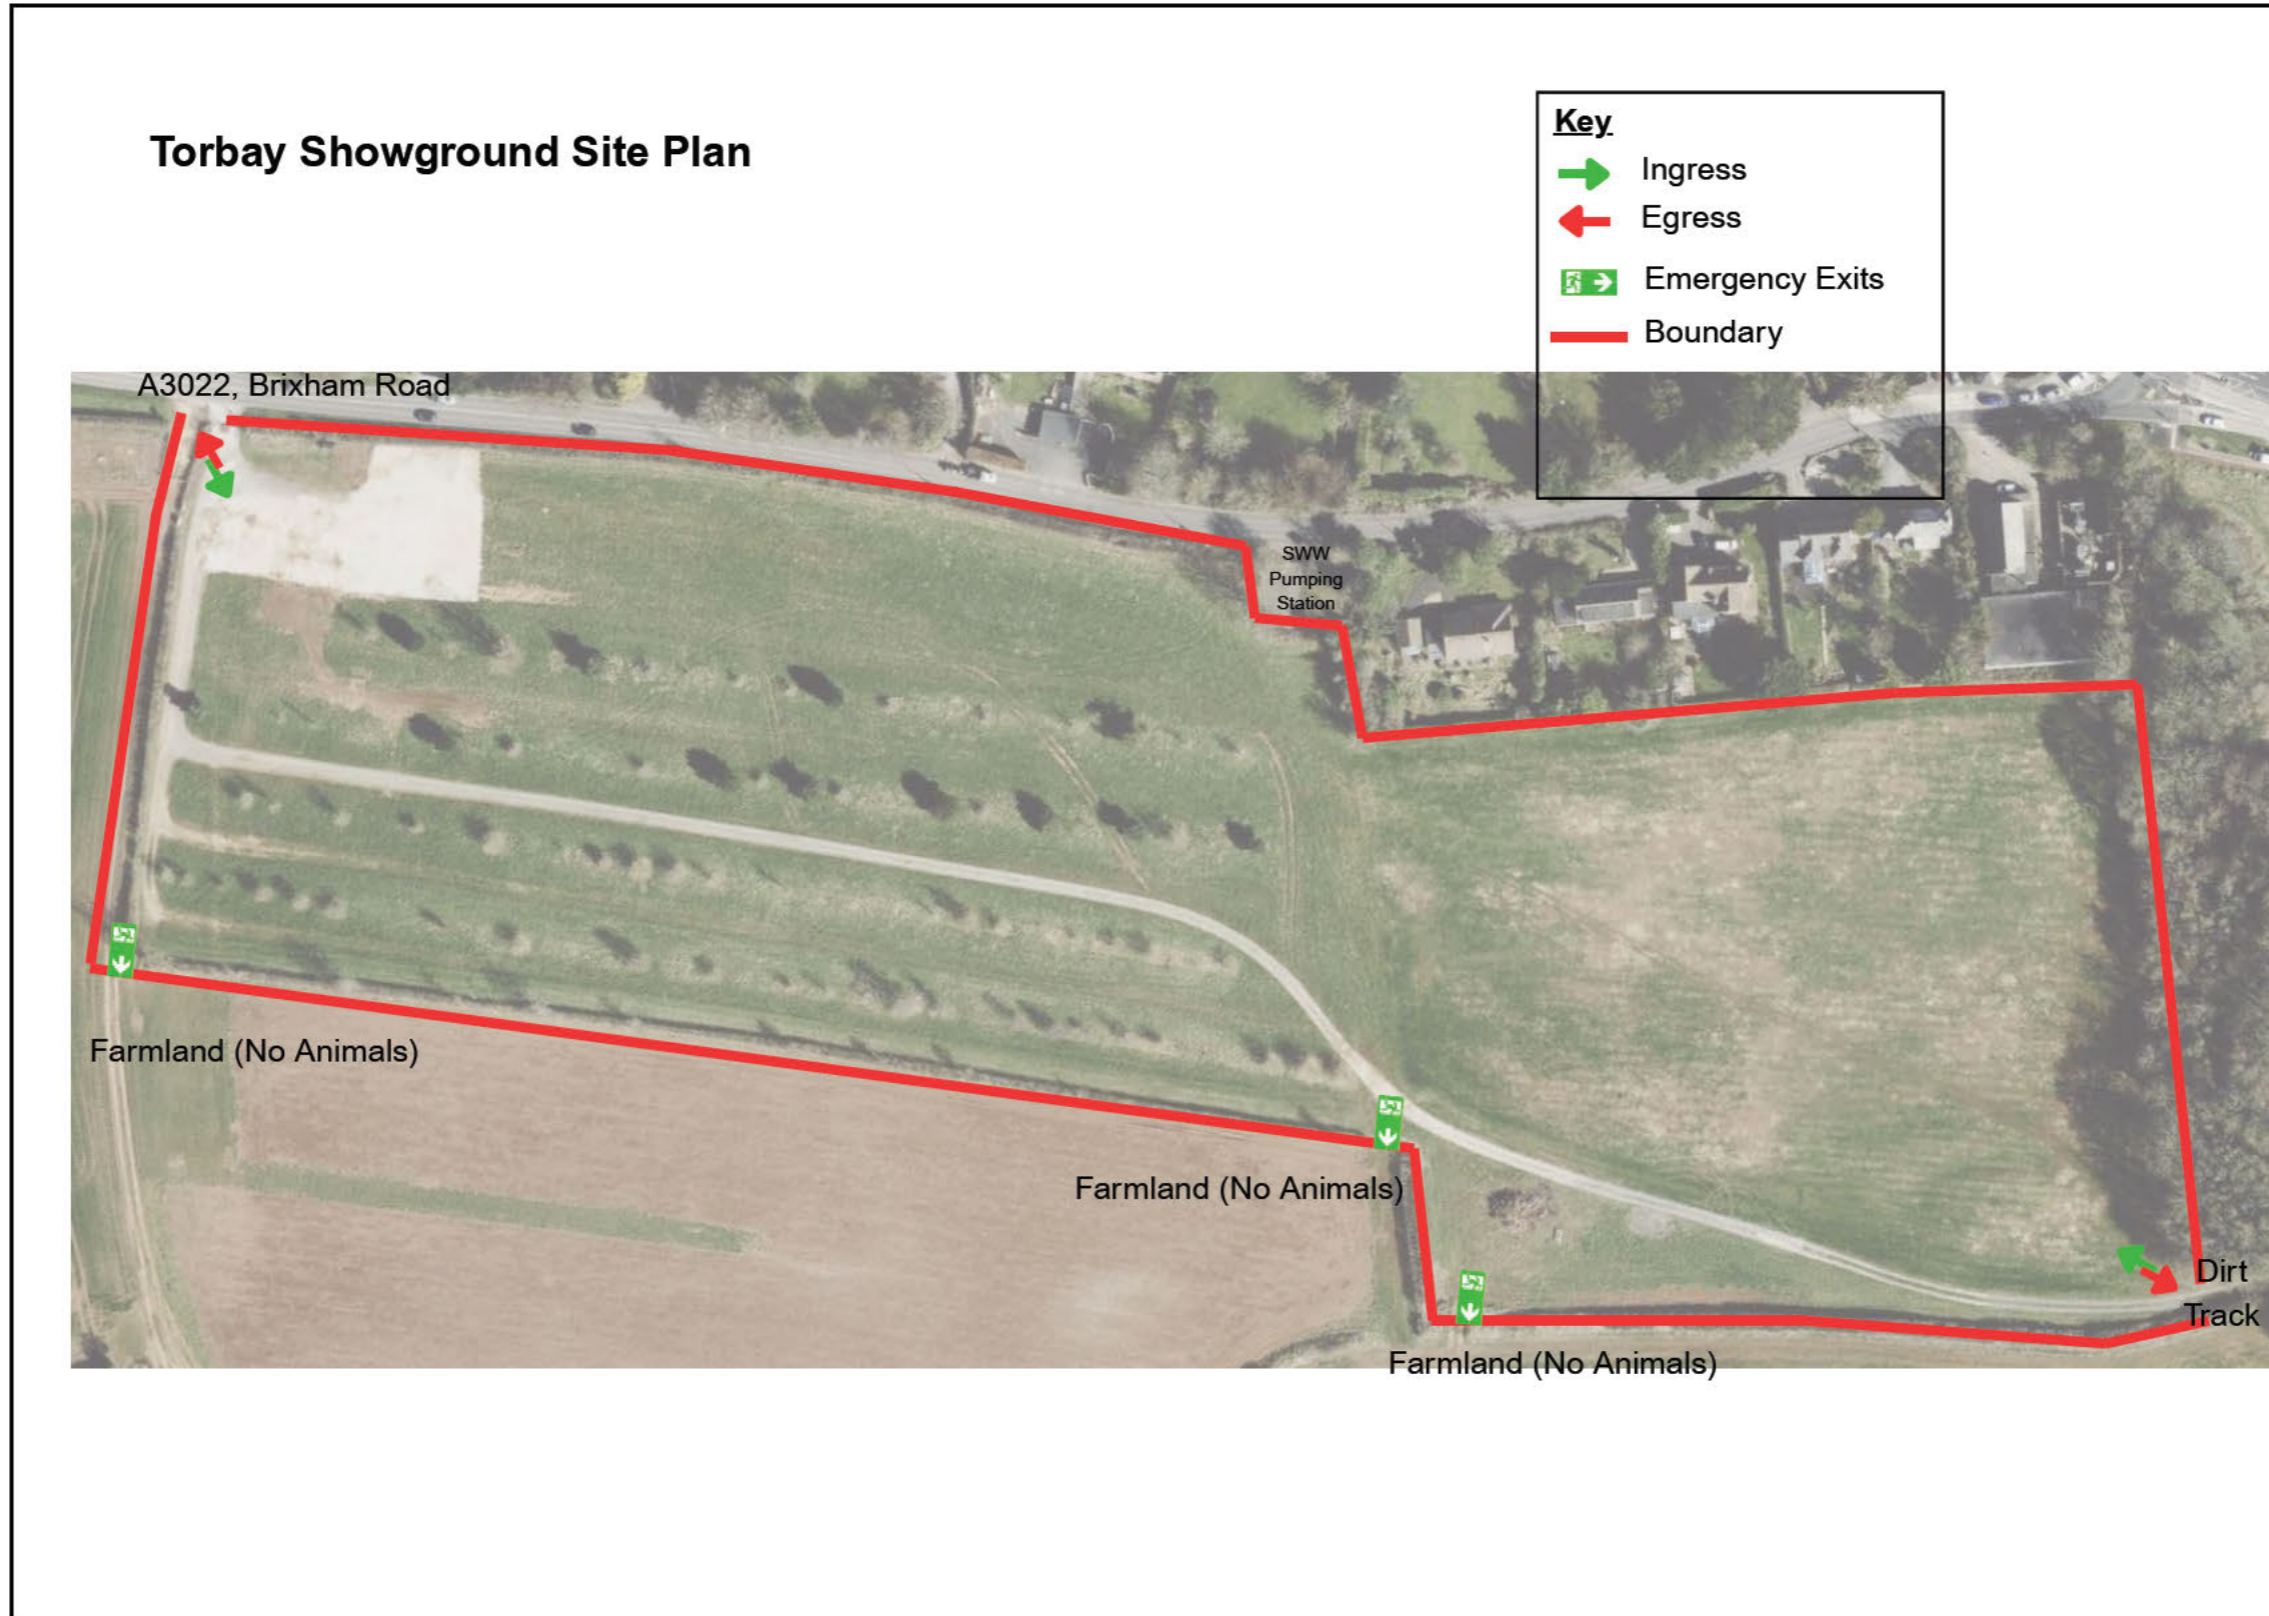 Torbay Showground Site Plan
Key
Ingress
Egress
Emergency Exits
Boundary
A3022, Brixham Road
SWW
Pumping
Station
Farmland (No Animals)
Farmland (No Animals)
Dirt
Track
Farmland (No Animals)